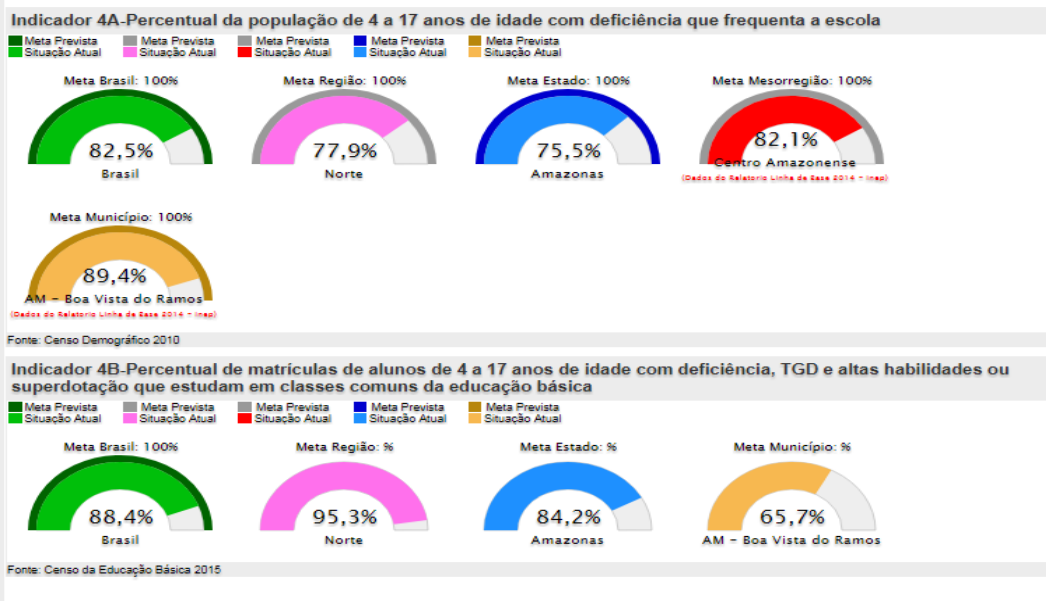 Indicador 4A-Percentual da população de 4 a 17 anos de idade com deficiência que frequenta a escola
Meta Prevista Meta Prevista Meta Prevista Meta Prevista Meta Prevista
Situação Atual Situação Atual Situação Atual Situação Atual Situação Atual
Meta Brasil: 100% Meta Região: 100% Meta Estado: 100% Meta Mesorregião: 100%
82,5% 77,9% 75,5% 82,1%
Brasil Norte Amazonas Centro Amazonense
(Dados do Relatorio Linha de Base 2014 - Inep)
Meta Município: 100%
89,4%
AM - Boa Vista do Ramos
(Dados do Relatorio Linha de Base 2014 - Inep)
Fonte: Censo Demográfico 2010
Indicador 4B-Percentual de matrículas de alunos de 4 a 17 anos de idade com deficiência, TGD e altas habilidades ou
superdotação que estudam em classes comuns da educação básica
Meta Prevista Meta Prevista Meta Prevista Meta Prevista Meta Prevista
Situação Atual Situação Atual Situação Atual Situação Atual Situação Atual
Meta Brasil: 100% Meta Região: % Meta Estado: % Meta Município: %
88,4% 95,3% 84,2% 65,7%
Brasil Norte Amazonas AM - Boa Vista do Ramos
Fonte: Censo da Educação Básica 2015